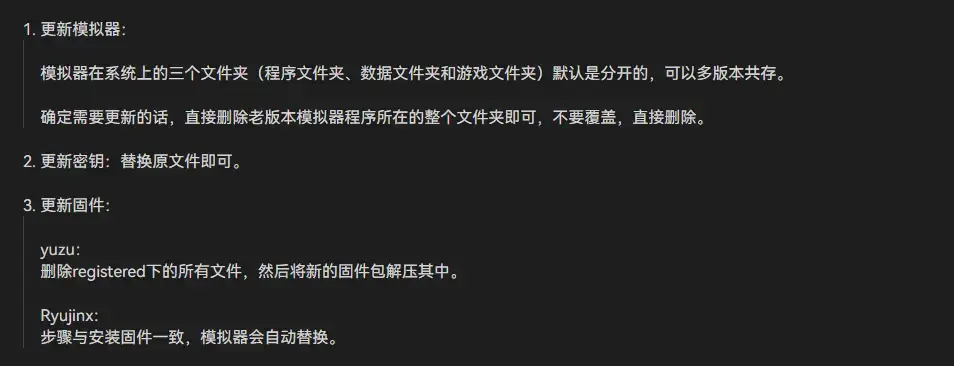 1. 更新模拟器：
模拟器在系统上的三个文件夹（程序文件夹、数据文件夹和游戏文件夹）默认是分开的，可以多版本共存。
确定需要更新的话，直接删除老版本模拟器程序所在的整个文件夹即可，不要覆盖，直接删除。
2. 更新密钥：替换原文件即可。
3. 更新固件：
yuzu：
删除registered下的所有文件，然后将新的固件包解压其中。
Ryujinx：
步骤与安装固件一致，模拟器会自动替换。